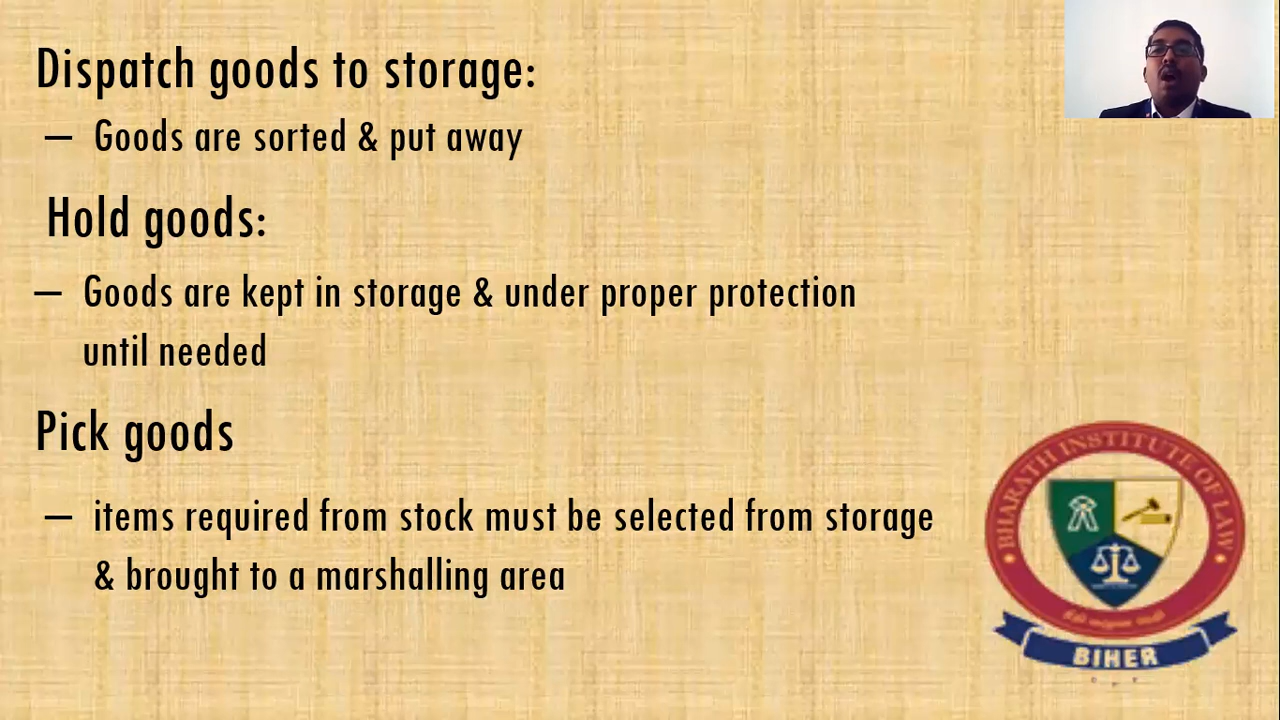 Dispatch goods to storage:
– Goods are sorted & put away
Hold goods:
– Goods are kept in storage & under proper protection
until needed
Pick goods
– items required from stock must be selected from storage
& brought to a marshalling area
BHARATH INSTITUTE OF LAW
BIHER